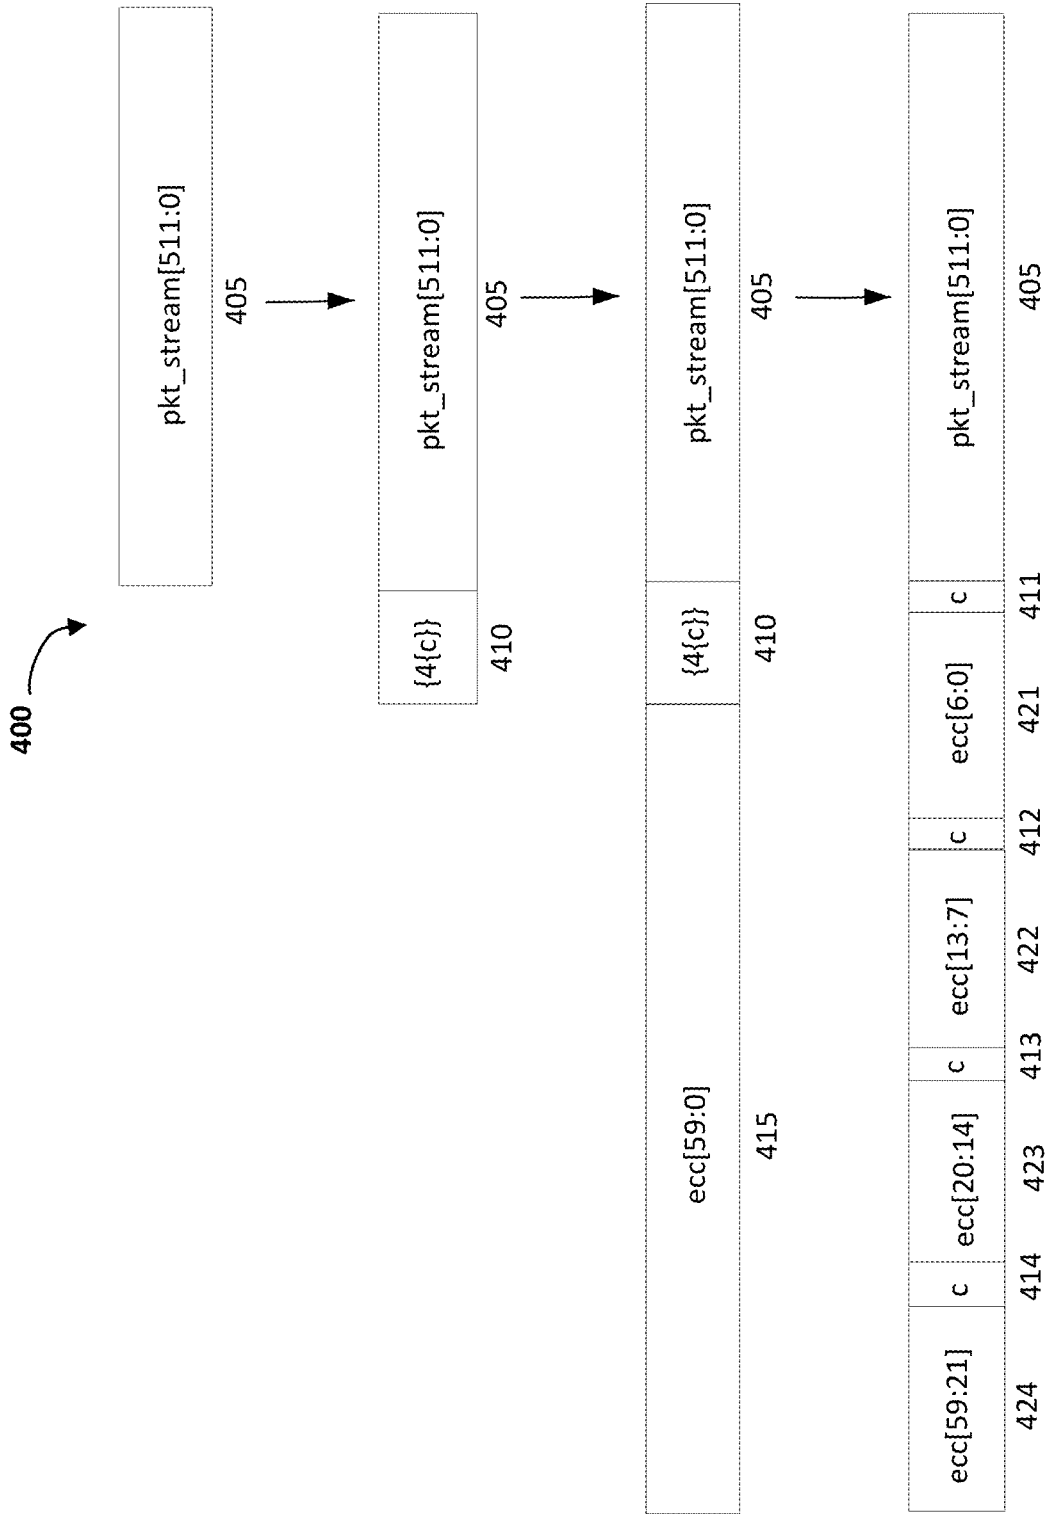 400
pkt_stream[511:0]
405
{4{c}}
pkt_stream[511:0]
410
405
ecc[59:0]
{4{c}}
pkt_stream[511:0]
415
410
405
ecc[59:21]
c
ecc[20:14]
c
ecc[13:7]
c
ecc[6:0]
c
pkt_stream[511:0]
424
414
423
413
422
412
421
411
405